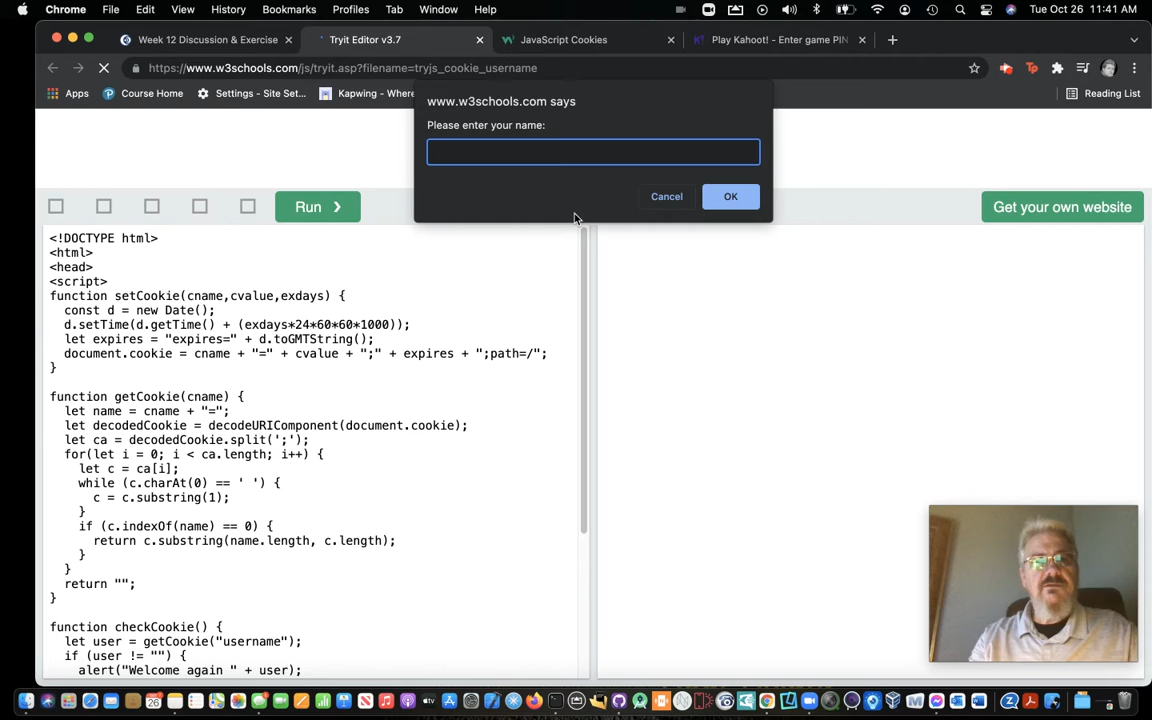 Chrome File Edit View History Bookmarks Profiles Tab Window Help Tue Oct 26 11:41 AM
Week 12 Discussion & Exercise Tryit Editor v3.7 JavaScript Cookies Play Kahoot! - Enter game PIN
https://www.w3schools.com/js/tryit.asp?filename=tryjs_cookie_username
Apps Course Home Settings - Site Set... Kapwing - Where Reading List
www.w3schools.com says
Please enter your name:
Cancel OK
Run ❯ Get your own website
<!DOCTYPE html>
<html>
<head>
<script>
function setCookie(cname,cvalue,exdays) {
const d = new Date();
d.setTime(d.getTime() + (exdays*24*60*60*1000));
let expires = "expires=" + d.toGMTString();
document.cookie = cname + "=" + cvalue + ";" + expires + ";path=/";
}
function getCookie(cname) {
let name = cname + "=";
let decodedCookie = decodeURIComponent(document.cookie);
let ca = decodedCookie.split(';');
for(let i = 0; i < ca.length; i++) {
let c = ca[i];
while (c.charAt(0) == ' ') {
c = c.substring(1);
}
if (c.indexOf(name) == 0) {
return c.substring(name.length, c.length);
}
}
return "";
}
function checkCookie() {
let user = getCookie("username");
if (user != "") {
alert("Welcome again " + user);